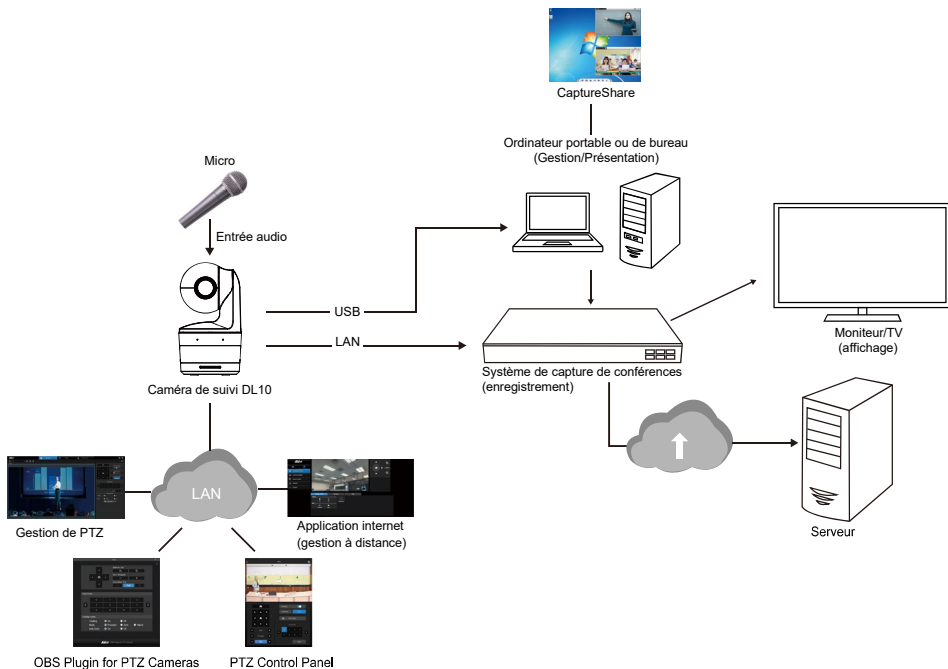 CaptureShare
Ordinateur portable ou de bureau
(Gestion/Présentation)
Micro
Entrée audio
USB
LAN
Moniteur/TV
(affichage)
Système de capture de conférences
(enregistrement)
Caméra de suivi DL10
LAN
Gestion de PTZ
Application internet
(gestion à distance)
Serveur
OBS Plugin for PTZ Cameras
PTZ Control Panel